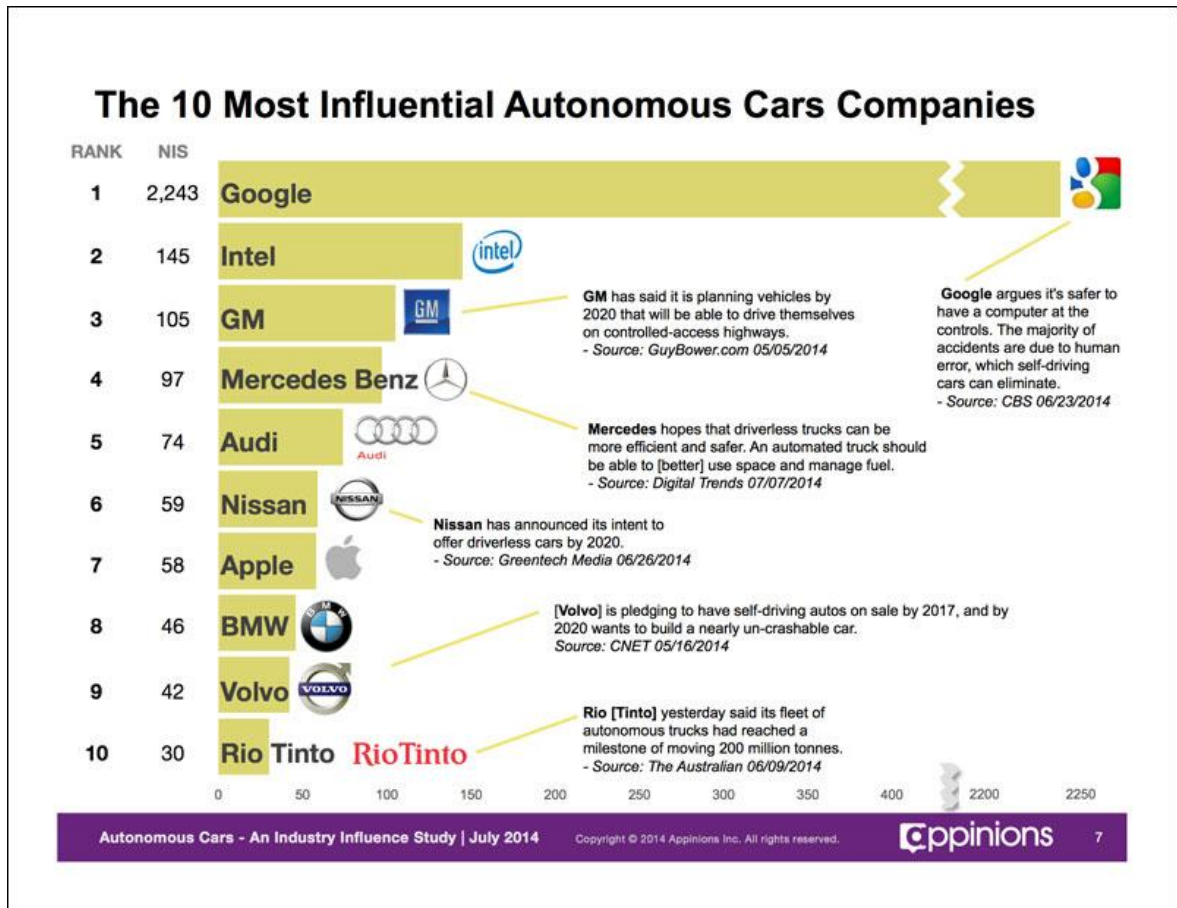 The 10 Most Influential Autonomous Cars Companies
RANK NIS
1 2,243 Google
2 145 Intel intel
3 105 GM GM
GM has said it is planning vehicles by
2020 that will be able to drive themselves
on controlled-access highways.
- Source: GuyBower.com 05/05/2014
Google argues it's safer to
have a computer at the
controls. The majority of
accidents are due to human
error, which self-driving
cars can eliminate.
- Source: CBS 06/23/2014
4 97 Mercedes Benz
Mercedes hopes that driverless trucks can be
more efficient and safer. An automated truck should
be able to [better] use space and manage fuel.
- Source: Digital Trends 07/07/2014
5 74 Audi Audi
6 59 Nissan NISSAN
Nissan has announced its intent to
offer driverless cars by 2020.
- Source: Greentech Media 06/26/2014
7 58 Apple
8 46 BMW BMW
[Volvo] is pledging to have self-driving autos on sale by 2017, and by
2020 wants to build a nearly un-crashable car.
Source: CNET 05/16/2014
9 42 Volvo VOLVO
Rio [Tinto] yesterday said its fleet of
autonomous trucks had reached a
milestone of moving 200 million tonnes.
- Source: The Australian 06/09/2014
10 30 Rio Tinto RioTinto
0 50 100 150 200 250 300 350 400 2200 2250
Autonomous Cars - An Industry Influence Study | July 2014 Copyright © 2014 Appinions Inc. All rights reserved. appinions 7